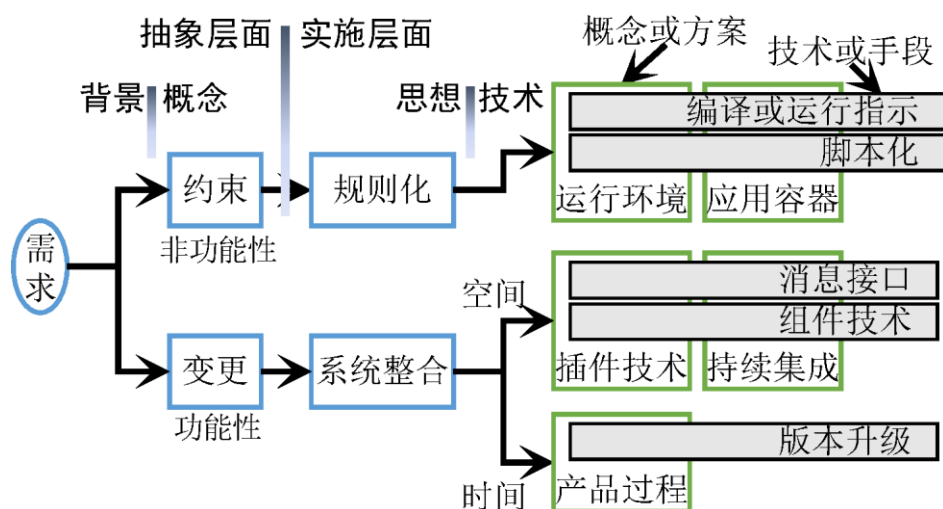 抽象层面
实施层面
概念或方案
技术或手段
背景
概念
思想
技术
编译或运行指示
脚本化
约束
规则化
运行环境
应用容器
非功能性
需求
空间
消息接口
组件技术
变更
系统整合
插件技术
持续集成
功能性
版本升级
时间
产品过程